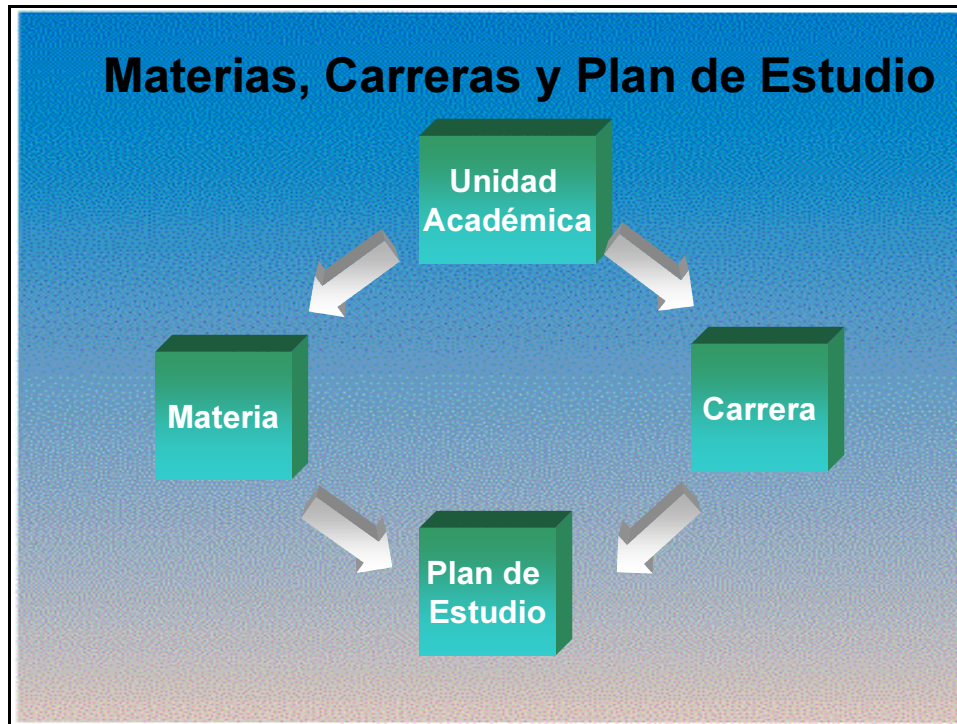 Materias, Carreras y Plan de Estudio
Unidad
Académica
Materia
Carrera
Plan de
Estudio